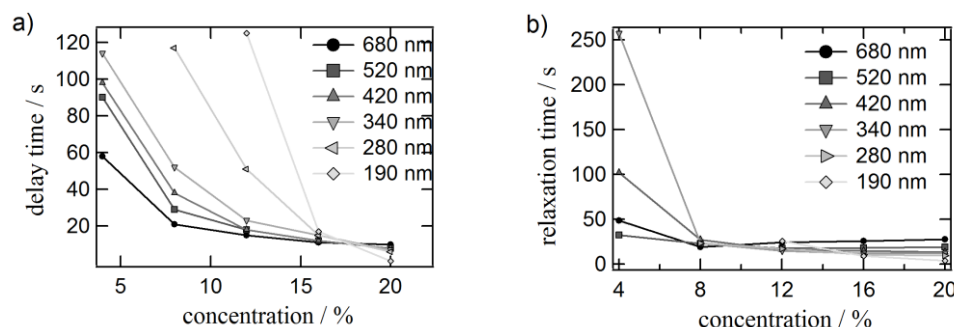 a)
delay time / s
120
100
80
60
40
20
5
10
15
20
concentration / %
680 nm
520 nm
420 nm
340 nm
280 nm
190 nm
b)
relaxation time / s
250
200
150
100
50
0
4
8
12
16
20
concentration / %
680 nm
520 nm
420 nm
340 nm
280 nm
190 nm